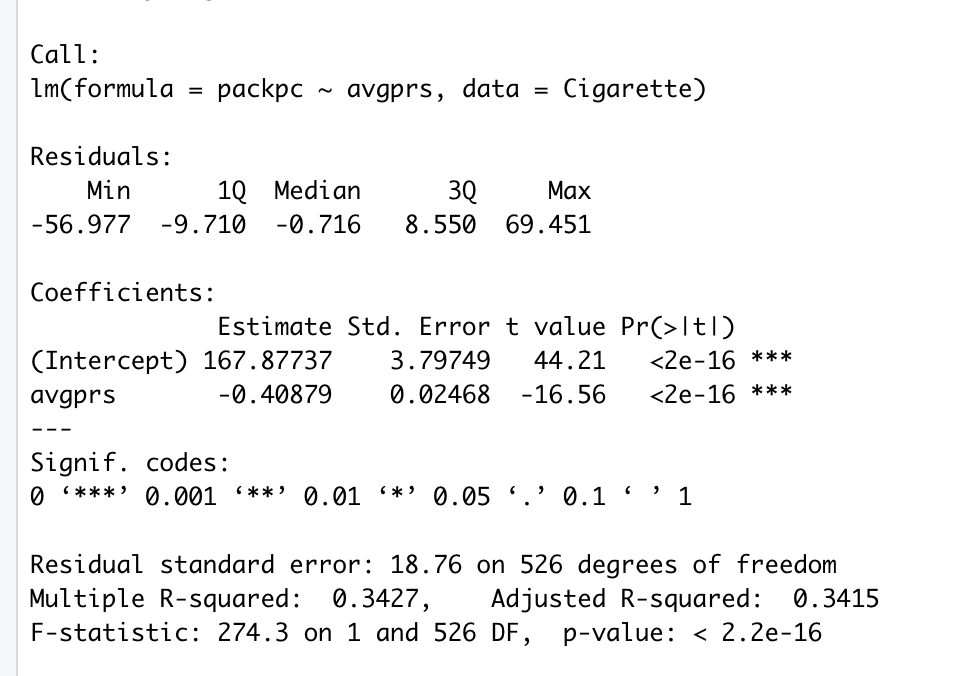 Call:
lm(formula = packpc ~ avgprs, data = Cigarette)
Residuals:
Min 1Q Median 3Q Max
-56.977 -9.710 -0.716 8.550 69.451
Coefficients:
Estimate Std. Error t value Pr(>|t|)
(Intercept) 167.87737 3.79749 44.21 <2e-16 ***
avgprs -0.40879 0.02468 -16.56 <2e-16 ***
---
Signif. codes:
0 ‘***’ 0.001 ‘**’ 0.01 ‘*’ 0.05 ‘.’ 0.1 ‘ ’ 1
Residual standard error: 18.76 on 526 degrees of freedom
Multiple R-squared: 0.3427, Adjusted R-squared: 0.3415
F-statistic: 274.3 on 1 and 526 DF, p-value: < 2.2e-16